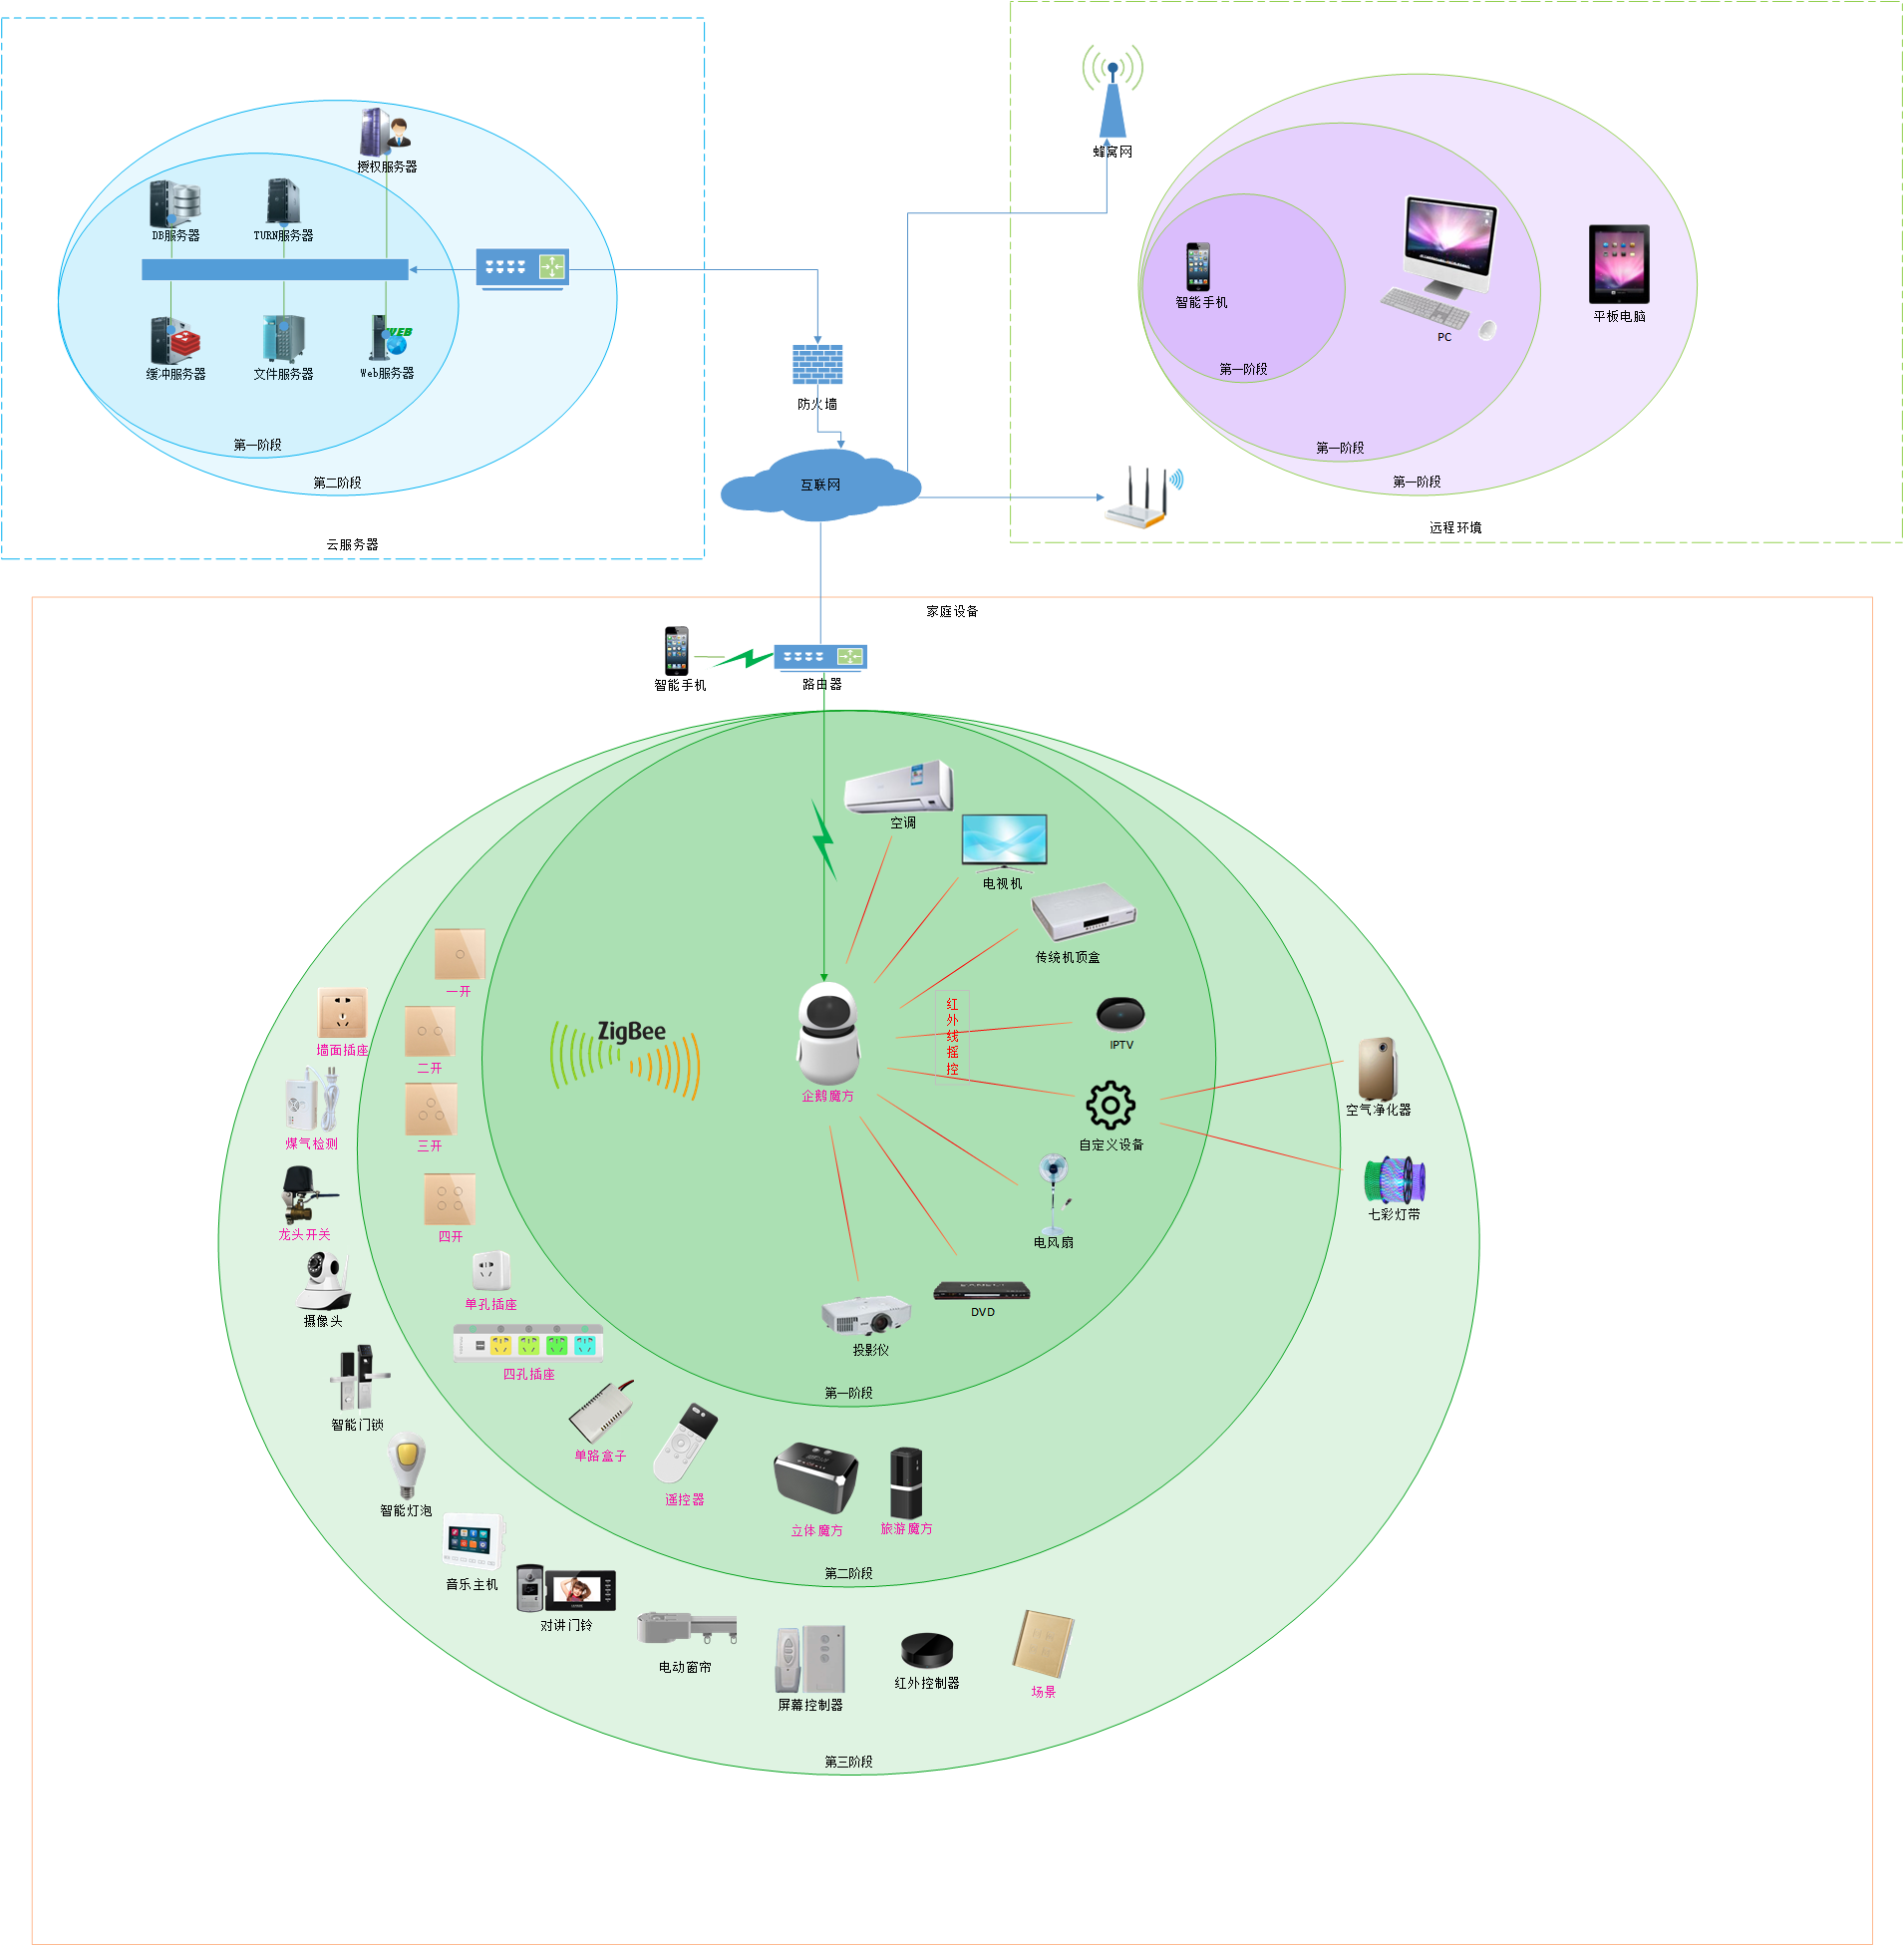 授权服务器
DB服务器
TURN服务器
WEB
缓冲服务器
文件服务器
Web服务器
第一阶段
第二阶段
云服务器
防火墙
互联网
蜂窝网
智能手机
PC
平板电脑
第一阶段
第一阶段
第一阶段
远程环境
家庭设备
智能手机
路由器
空调
电视机
传统机顶盒
红
外
线
摇
控
IPTV
ZigBee
企鹅魔方
自定义设备
空气净化器
七彩灯带
电风扇
DVD
投影仪
第一阶段
一开
二开
三开
四开
单孔插座
四孔插座
单路盒子
遥控器
立体魔方
旅游魔方
第二阶段
墙面插座
煤气检测
龙头开关
摄像头
智能门锁
智能灯泡
音乐主机
对讲门铃
电动窗帘
屏幕控制器
红外控制器
场景
第三阶段